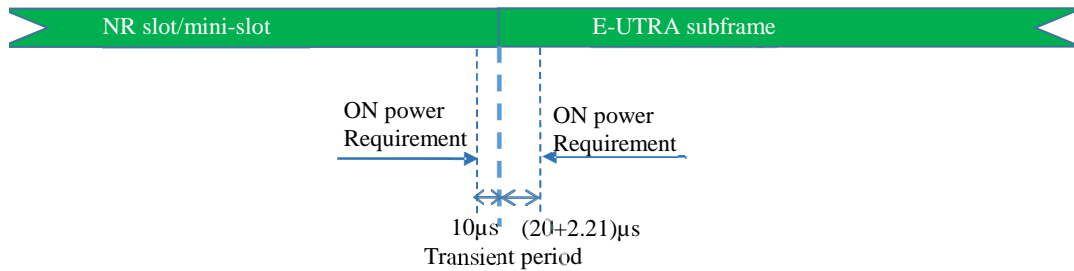 NR slot/mini-slot E-UTRA subframe
ON power
Requirement
ON power
Requirement
10µs (20+2.21)µs
Transient period